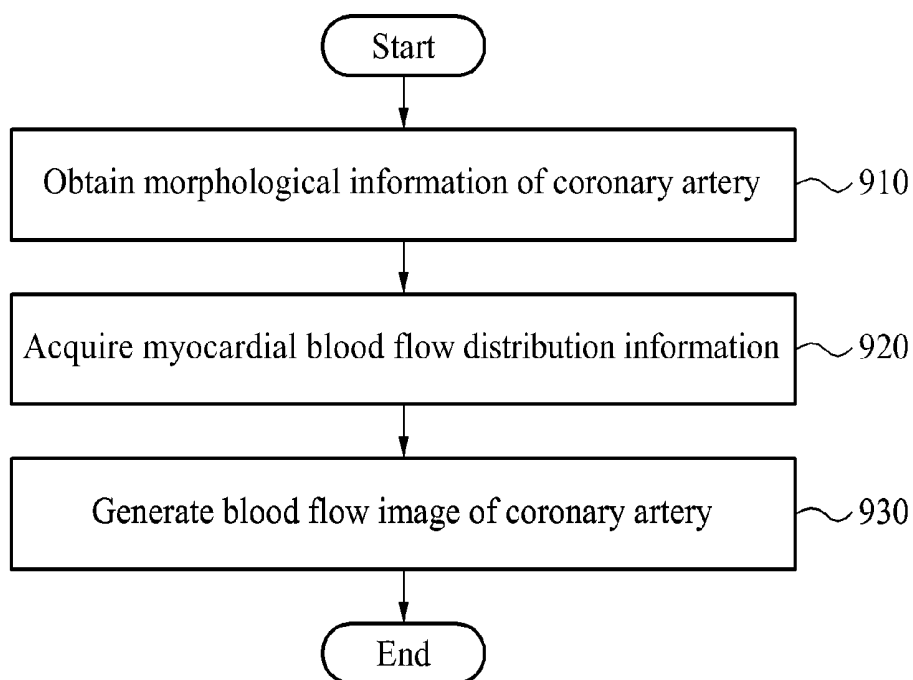 Start
Obtain morphological information of coronary artery 910
Acquire myocardial blood flow distribution information 920
Generate blood flow image of coronary artery 930
End